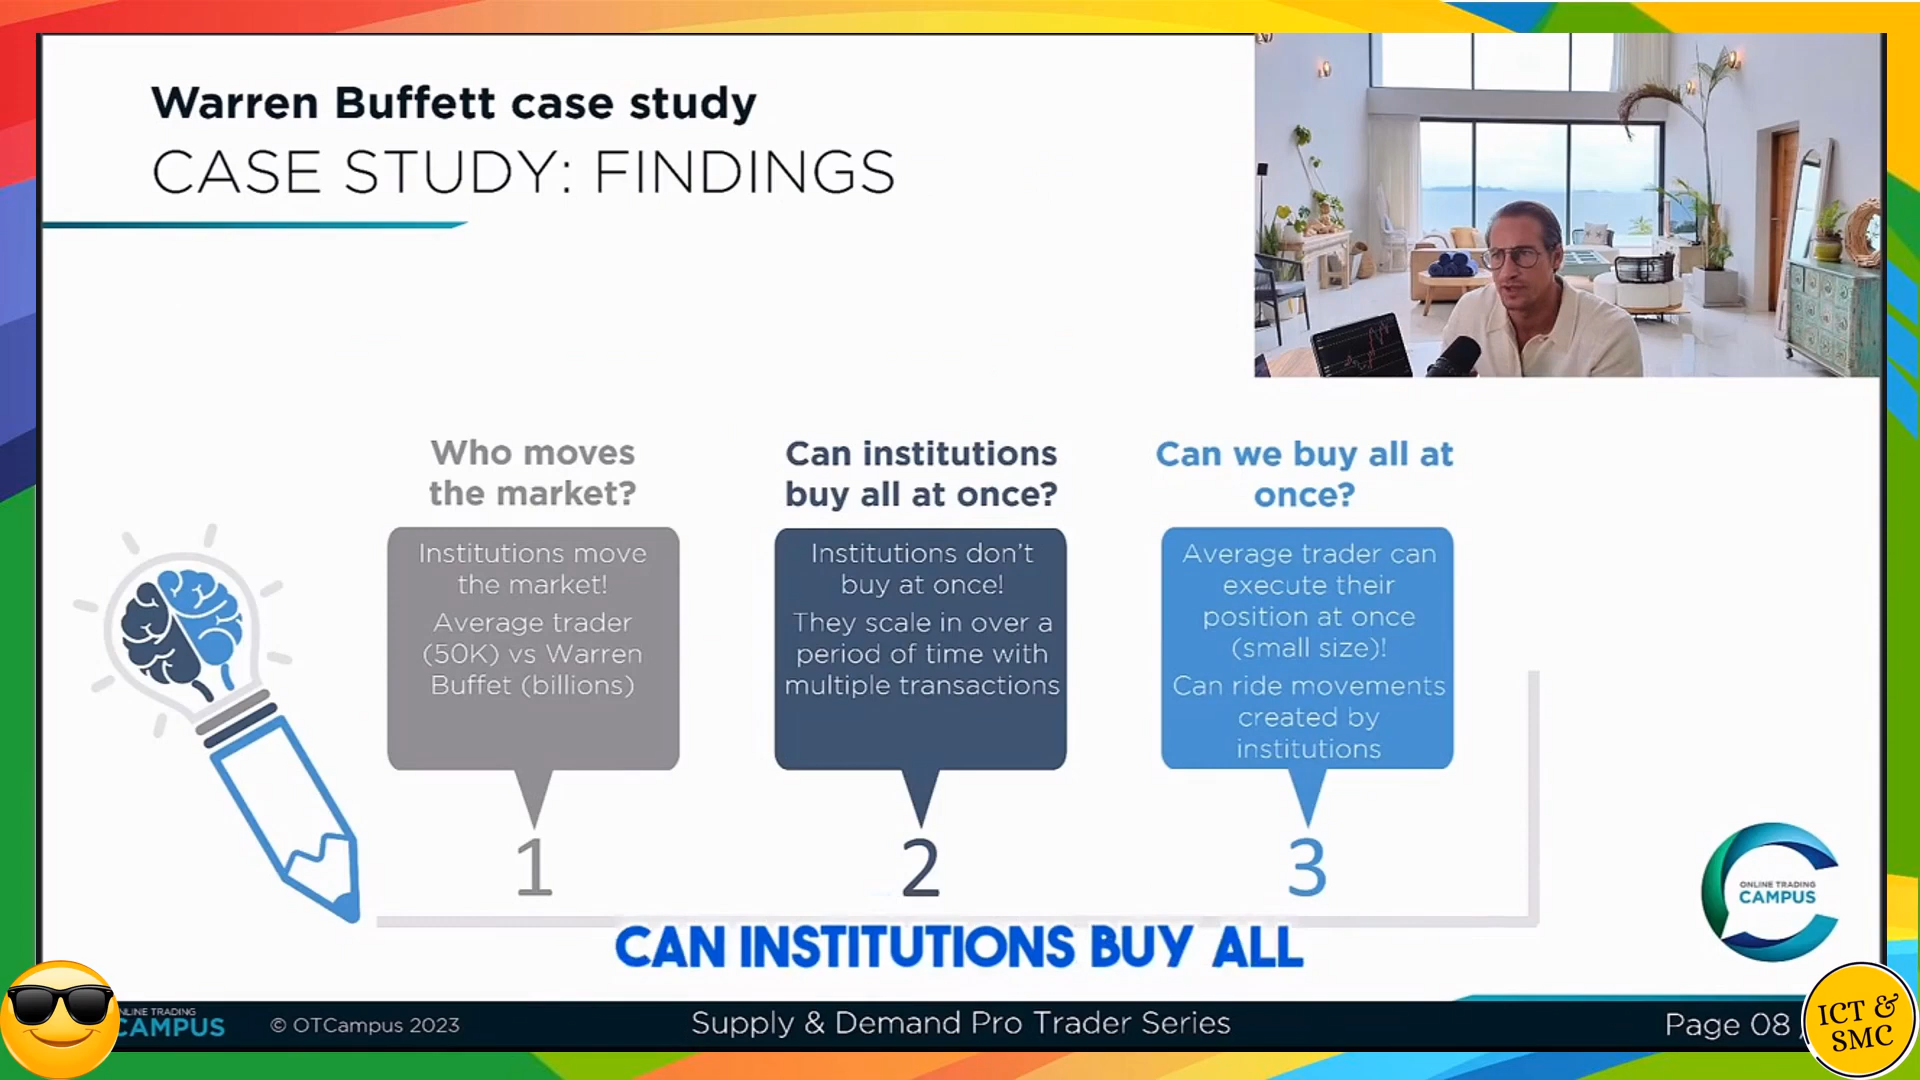 Warren Buffett case study
CASE STUDY: FINDINGS
Who moves
the market?
Institutions move
the market!
Average trader
(50K) vs Warren
Buffet (billions)
1
Can institutions
buy all at once?
Institutions don't
buy at once!
They scale in over a
period of time with
multiple transactions
2
Can we buy all at
once?
Average trader can
execute their
position at once
(small size)!
Can ride movements
created by
institutions
3
ONLINE TRADING
CAMPUS
CAN INSTITUTIONS BUY ALL
NLINE TRADING
CAMPUS
© OTCampus 2023
Supply & Demand Pro Trader Series
Page 08
ICT &
SMC